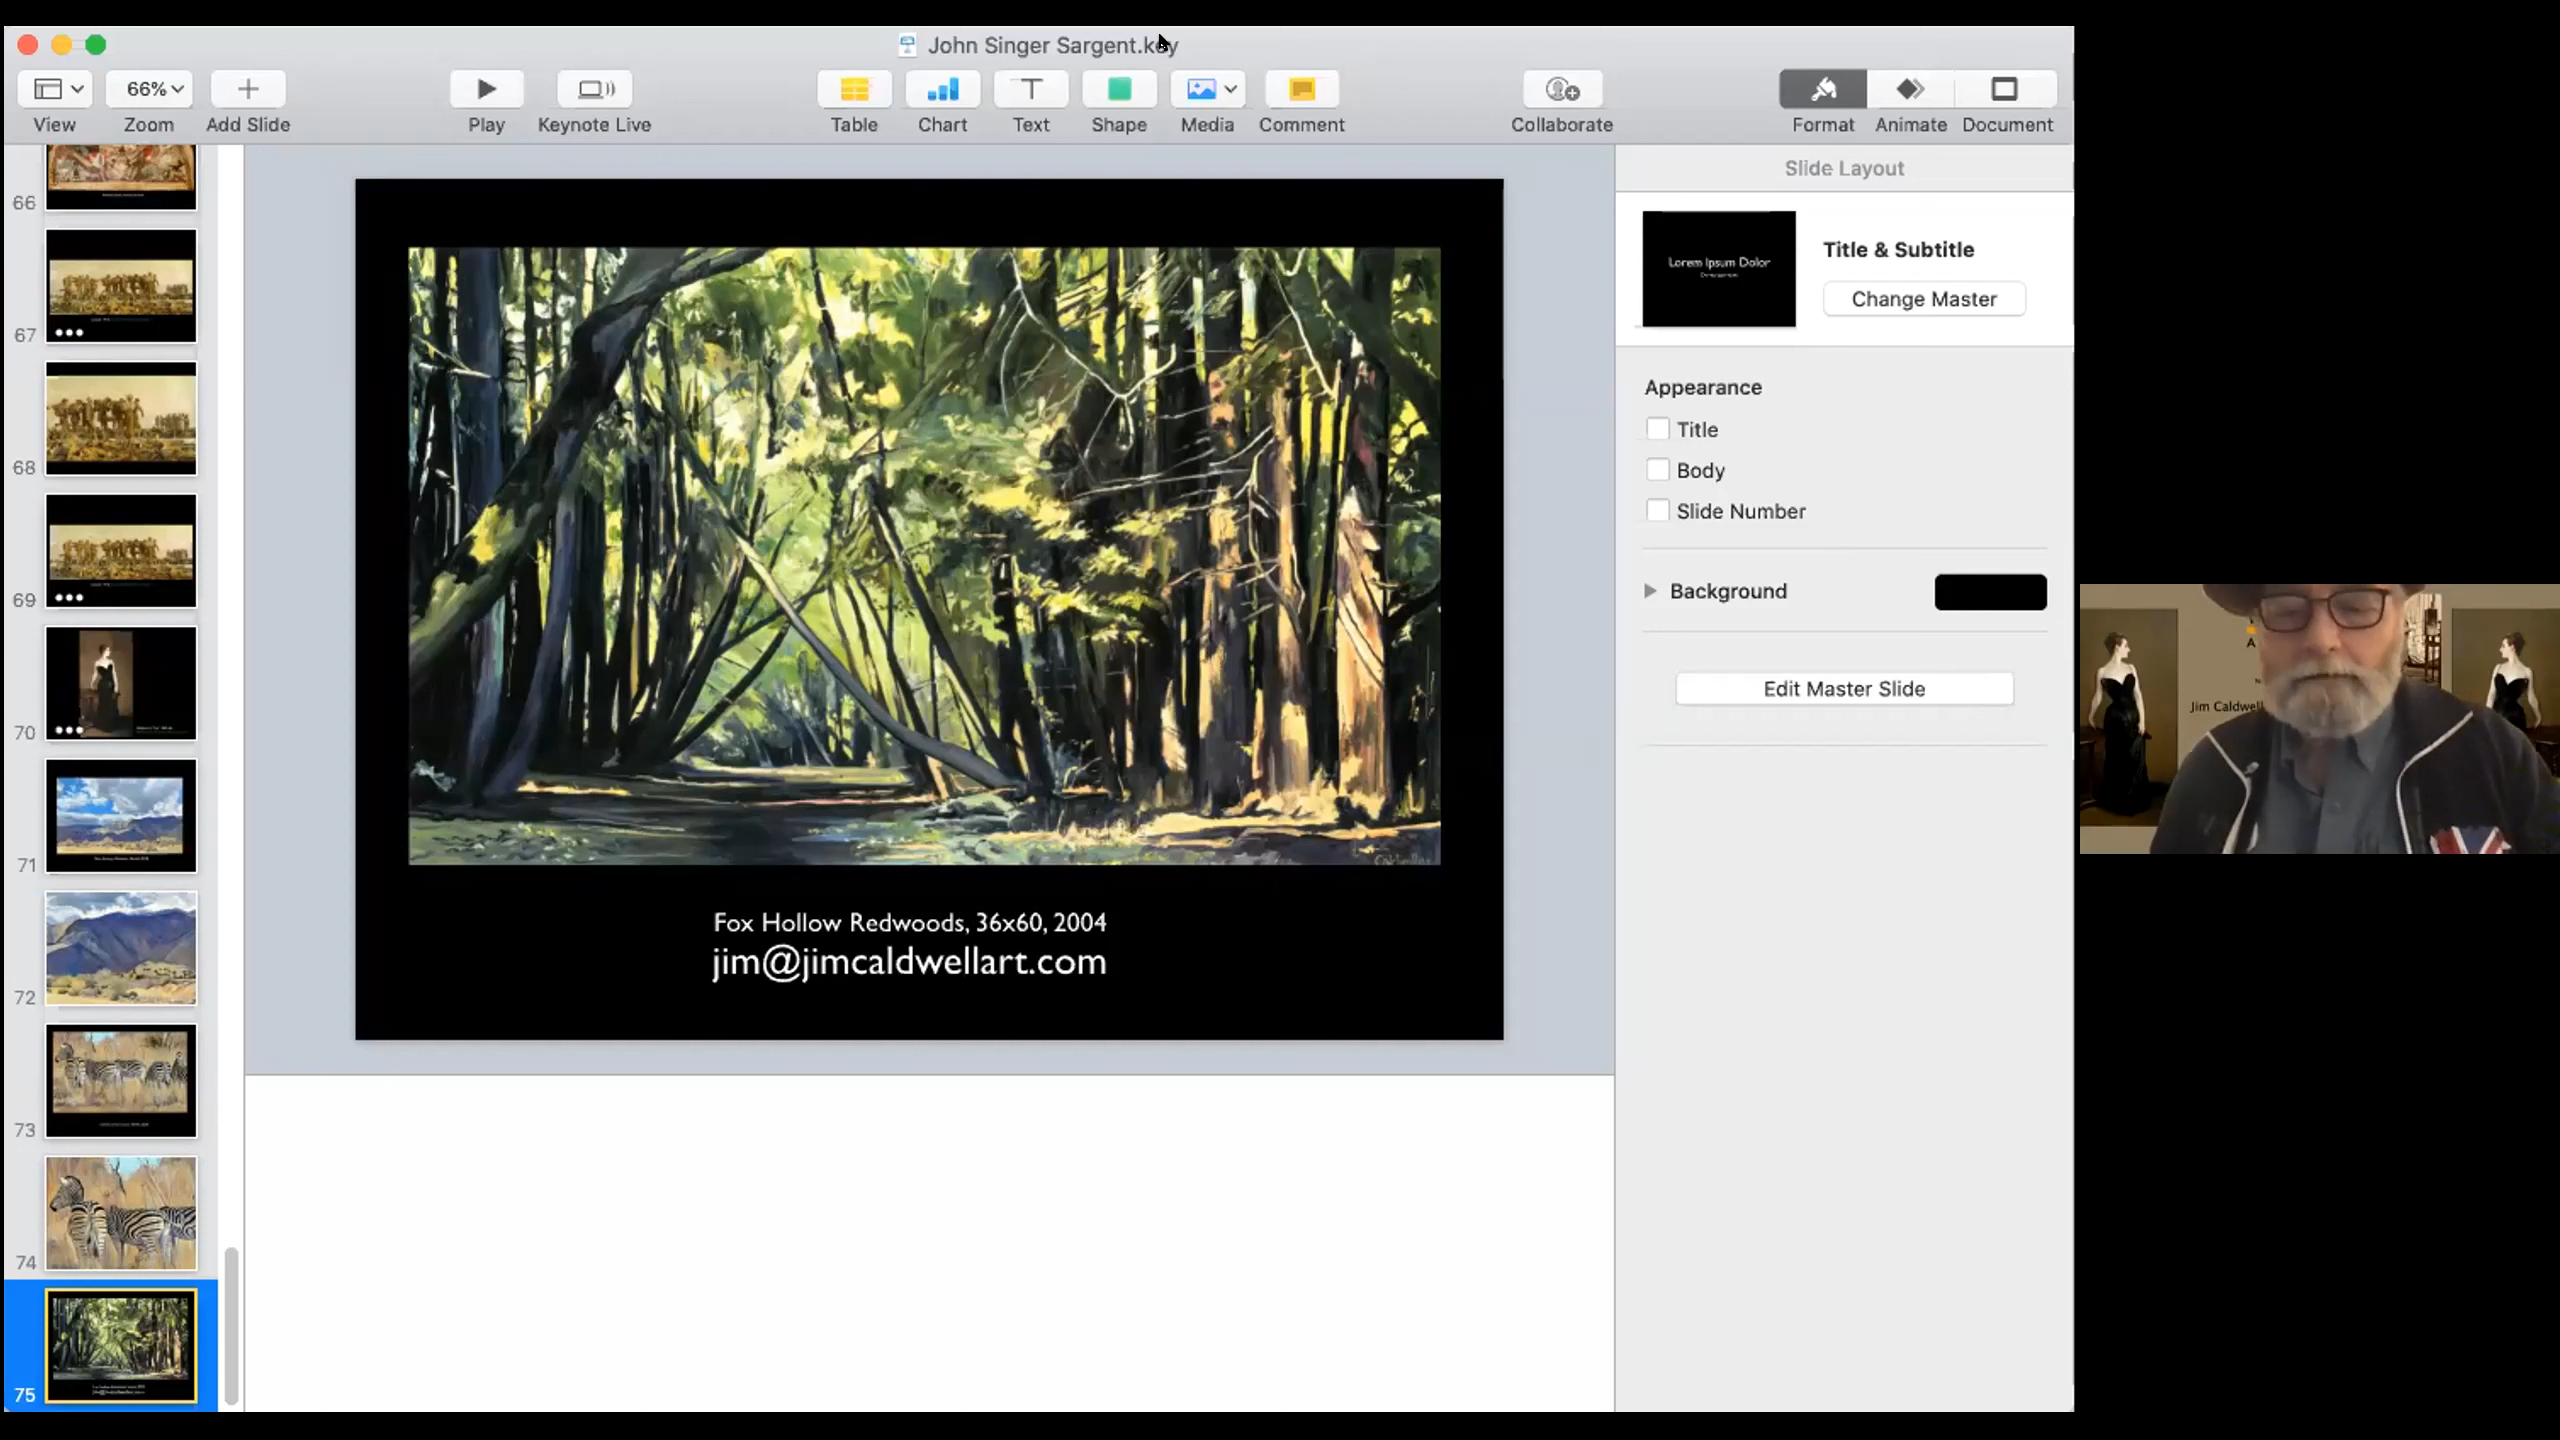 John Singer Sargent.key
66%
View
Zoom
Add Slide
Play
Keynote Live
Table
Chart
Text
Shape
Media
Comment
Collaborate
Format
Animate
Document
Slide Layout
Lorem Ipsum Dolor
Title & Subtitle
Change Master
Appearance
Title
Body
Slide Number
Background
Edit Master Slide
66
67
68
69
70
71
72
73
74
75
Fox Hollow Redwoods, 36x60, 2004
jim@jimcaldwellart.com
Jim Caldwell